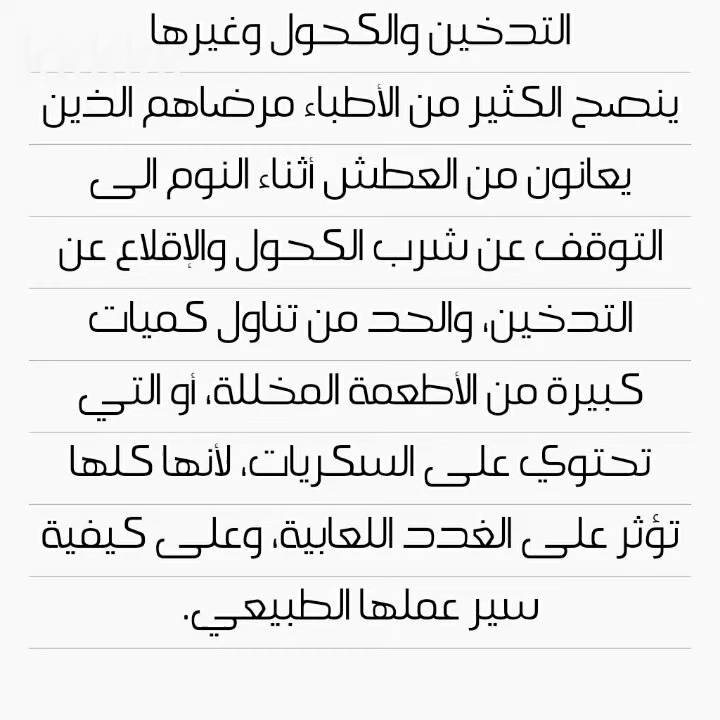 التدخين والكحول وغيرها
ينصح الكثير من الأطباء مرضاهم الذين
يعانون من العطش أثناء النوم الى
التوقف عن شرب الكحول والإقلاع عن
التدخين، والحد من تناول كميات
كبيرة من الأطعمة المخللة، أو التي
تحتوي على السكريات، لأنها كلها
تؤثر على الغدد اللعابية، وعلى كيفية
سير عملها الطبيعي.